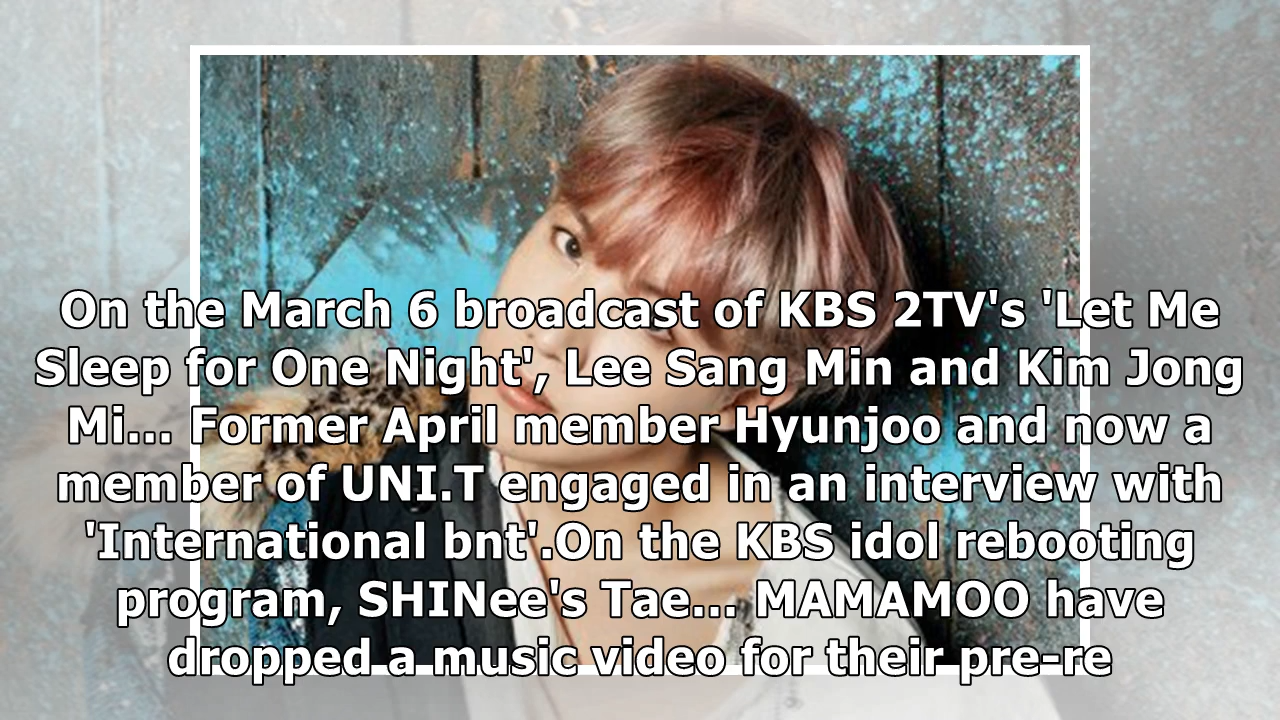 On the March 6 broadcast of KBS 2TV's 'Let Me
Sleep for One Night', Lee Sang Min and Kim Jong
Mi... Former April member Hyunjoo and now a
member of UNI.T engaged in an interview with
'International bnt'.On the KBS idol rebooting
program, SHINee's Tae... MAMAMOO have
dropped a music video for their pre-re